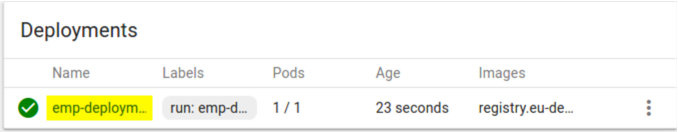 Deployments
Name Labels Pods Age Images
emp-deploym... run: emp-d... 1 / 1 23 seconds registry.eu-de...